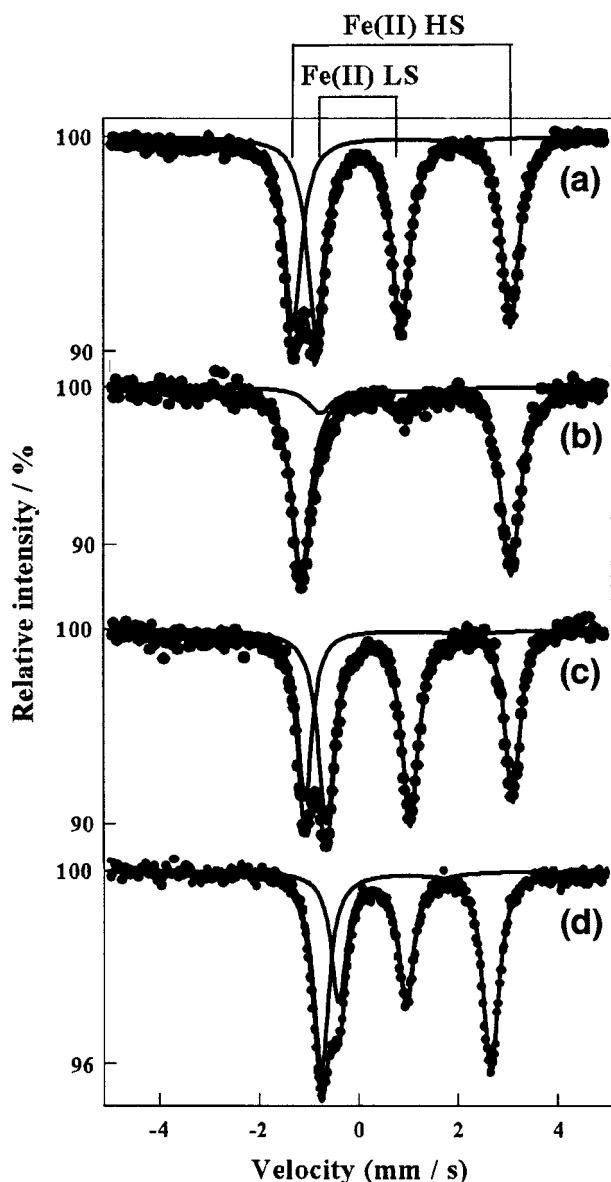 Fe(II) HS
Fe(II) LS
100
(a)
90
100
(b)
90
100
(c)
90
100
(d)
96
Relative intensity / %
-4 -2 0 2 4
Velocity (mm / s)